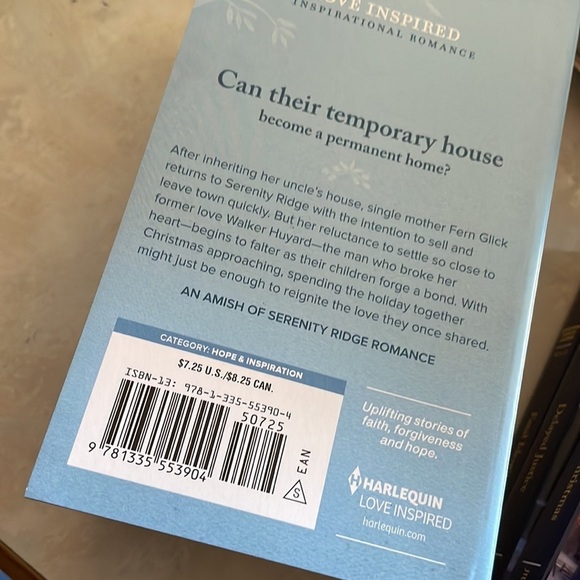 LOVE INSPIRED
INSPIRATIONAL ROMANCE
Can their temporary house
become a permanent home?
After inheriting her uncle's house, single mother Fern Glick
returns to Serenity Ridge with the intention to sell and
leave town quickly. But her reluctance to settle so close to
former love Walker Huyard—the man who broke her
heart—begins to falter as their children forge a bond. With
Christmas approaching, spending the holiday together
might just be enough to reignite the love they once shared.
AN AMISH OF SERENITY RIDGE ROMANCE
CATEGORY: HOPE & INSPIRATION
$7.25 U.S./$8.25 CAN.
ISBN-13: 978-1-335-55390-4
50725
9 781335 553904
EAN
S
Uplifting stories of
faith, forgiveness
and hope.
HARLEQUIN
LOVE INSPIRED
harlequin.com